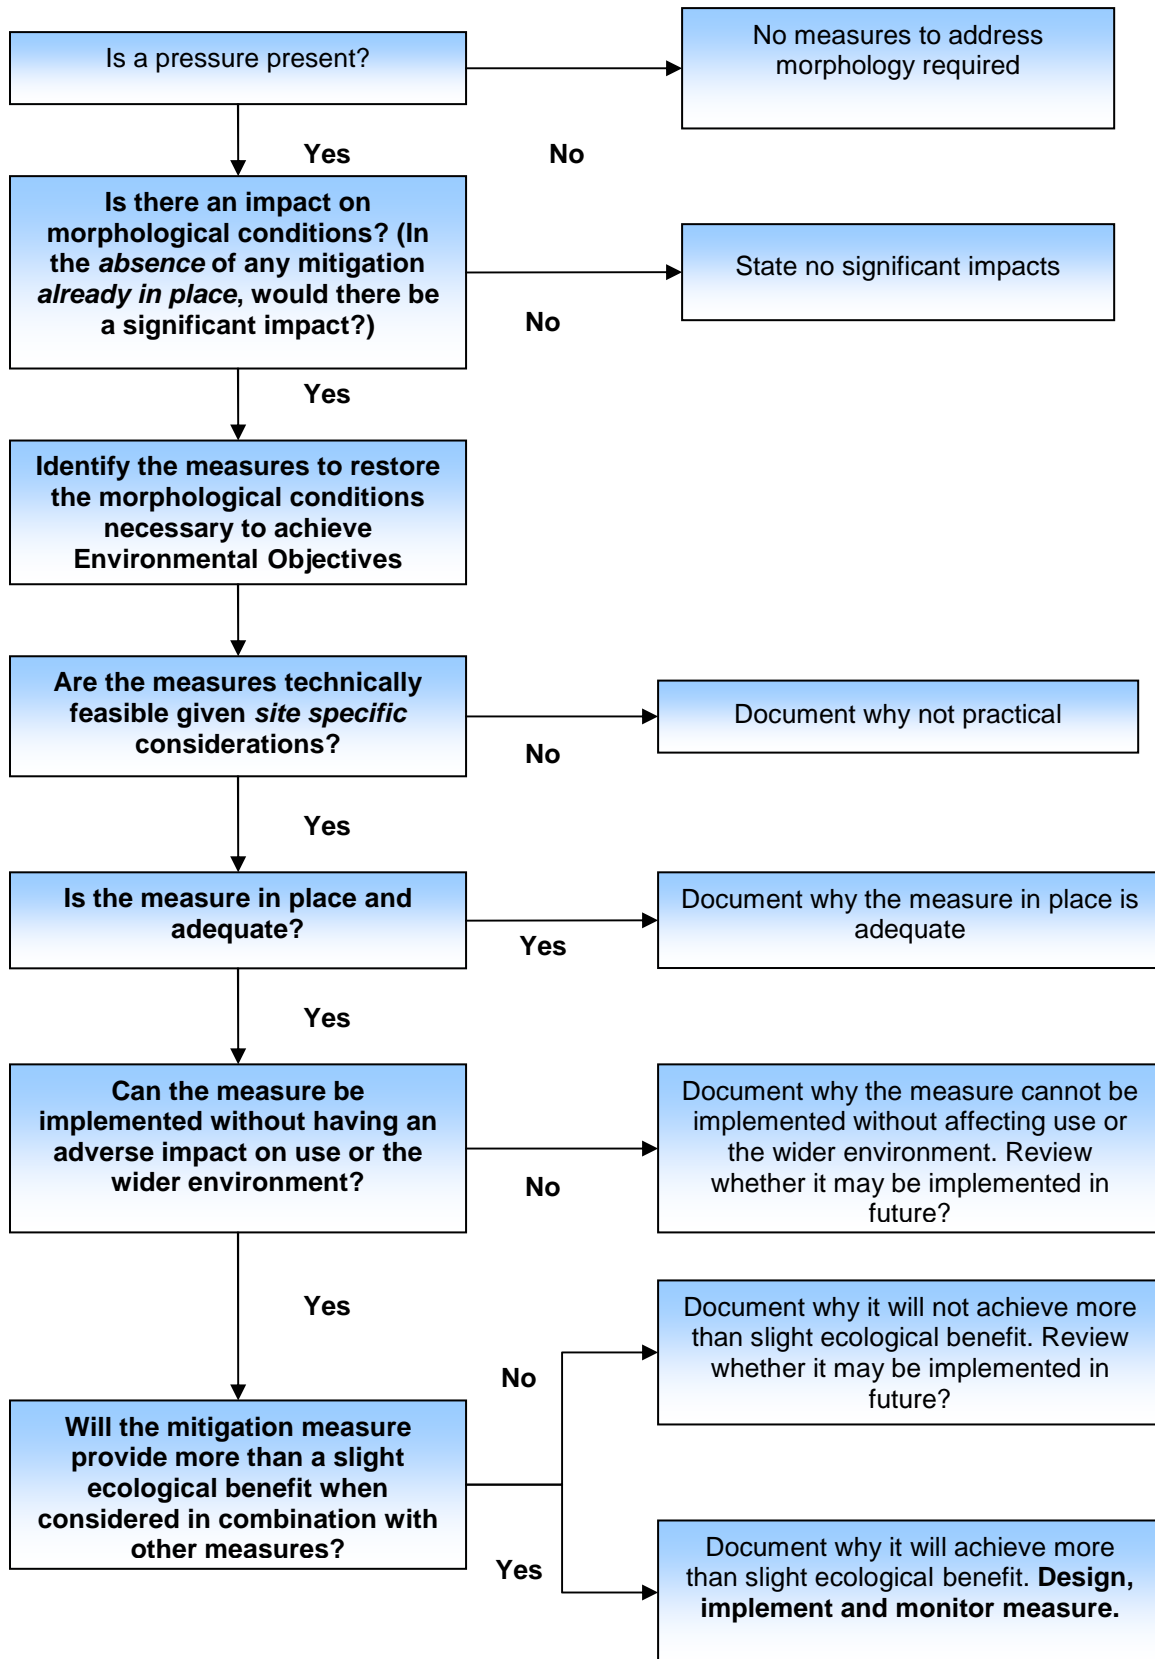 Is a pressure present?
No measures to address
morphology required
Yes
No
Is there an impact on
morphological conditions? (In
the absence of any mitigation
already in place, would there be
a significant impact?)
State no significant impacts
No
Yes
Identify the measures to restore
the morphological conditions
necessary to achieve
Environmental Objectives
Are the measures technically
feasible given site specific
considerations?
Document why not practical
No
Yes
Is the measure in place and
adequate?
Document why the measure in place is
adequate
Yes
Yes
Can the measure be
implemented without having an
adverse impact on use or the
wider environment?
Document why the measure cannot be
implemented without affecting use or
the wider environment. Review
whether it may be implemented in
future?
No
Yes
Document why it will not achieve more
than slight ecological benefit. Review
whether it may be implemented in
future?
No
Will the mitigation measure
provide more than a slight
ecological benefit when
considered in combination with
other measures?
Yes
Document why it will achieve more
than slight ecological benefit. Design,
implement and monitor measure.